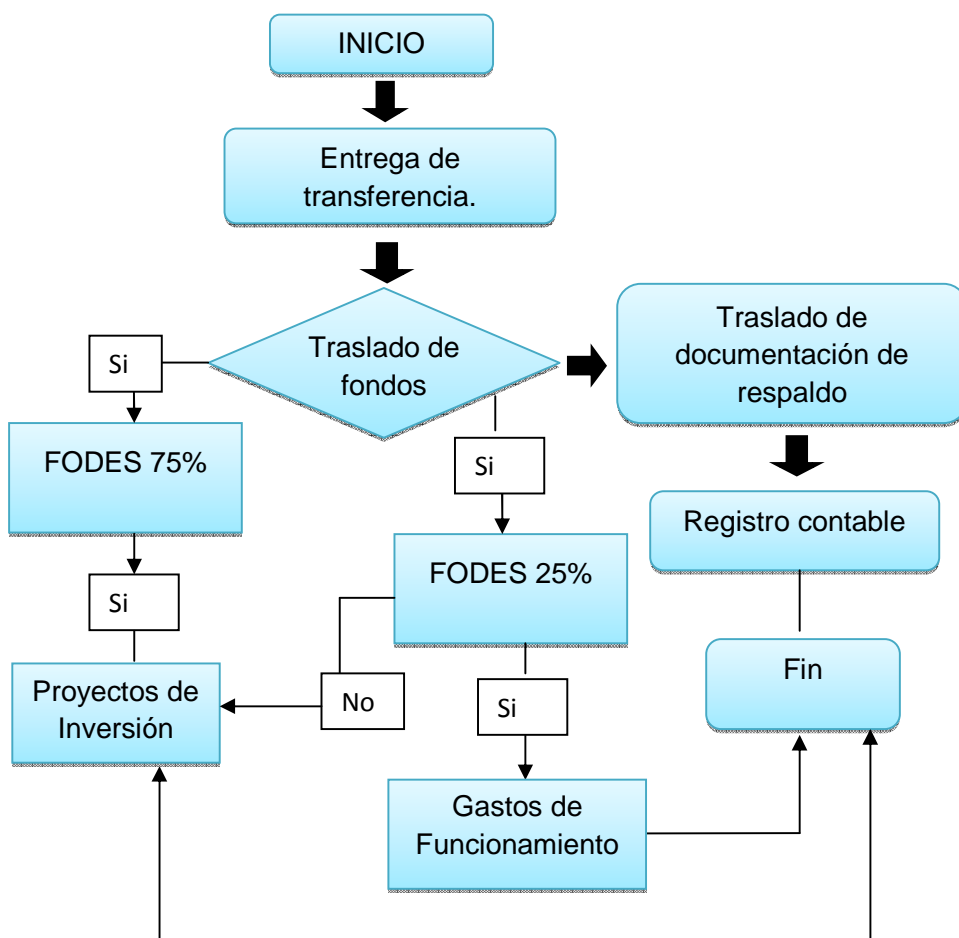 INICIO
Entrega de
transferencia.
Traslado de
fondos
Traslado de
documentación de
respaldo
Si
Si
FODES 75%
FODES 25%
Registro contable
Si
No
Si
Proyectos de
Inversión
Fin
Gastos de
Funcionamiento